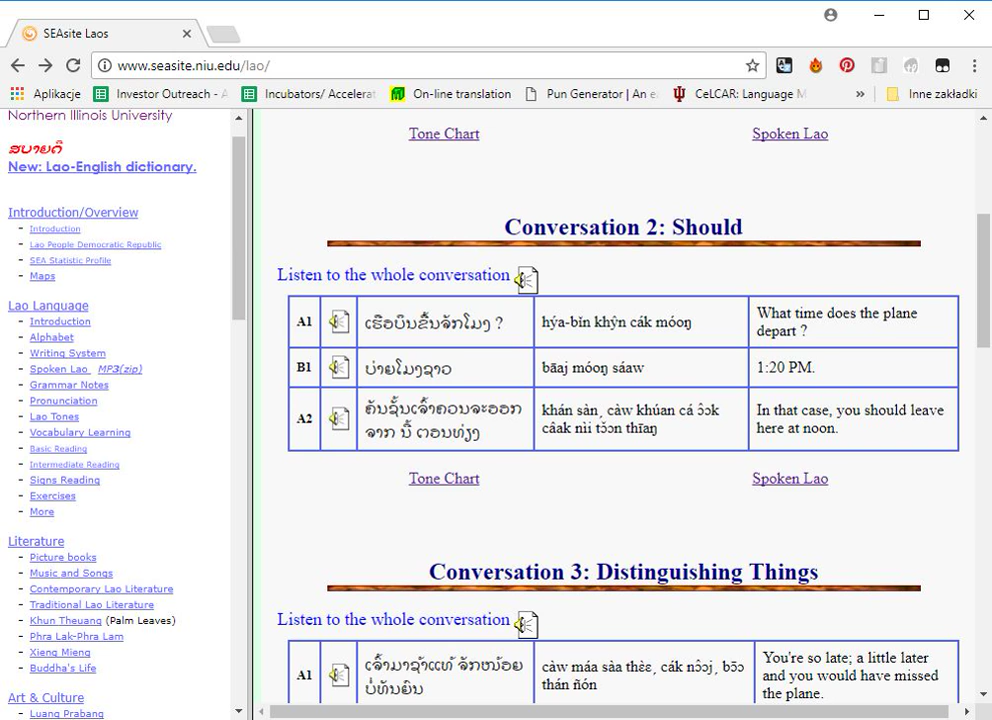 SEAsite Laos
www.seasite.niu.edu/lao/
Aplikacje
Investor Outreach - A
Incubators/ Accelerat
On-line translation
Pun Generator | An e
CeLCAR: Language M
»
Inne zakładki
Northern Illinois University
ສບາຍດີ
New: Lao-English dictionary.
Introduction/Overview
- Introduction
- Lao People Democratic Republic
- SEA Statistic Profile
- Maps
Lao Language
- Introduction
- Alphabet
- Writing System
- Spoken Lao MP3(zip)
- Grammar Notes
- Pronunciation
- Lao Tones
- Vocabulary Learning
- Basic Reading
- Intermediate Reading
- Signs Reading
- Exercises
- More
Literature
- Picture books
- Music and Songs
- Contemporary Lao Literature
- Traditional Lao Literature
- Khun Theuang (Palm Leaves)
- Phra Lak-Phra Lam
- Xieng Mieng
- Buddha's Life
Art & Culture
- Luang Prabang
Tone Chart Spoken Lao
Conversation 2: Should
Listen to the whole conversation
A1 ເຮືອບິນຂຶ້ນຈັກໂມງ ? hýa-bĭn khỳn cák móoŋ What time does the plane
depart ?
B1 ບ່າຍໂມງຊາວ bāaj móoŋ sáaw 1:20 PM.
A2 ຄັນຊັ້ນເຈົ້າຄວນຈະອອກ
ຈາກ ນີ້ ຕອນທ່ຽງ
khán sàn, càw khúan cá ɔ̂ɔk
câak nìi tɔ̆ɔn thīaŋ
In that case, you should leave
here at noon.
Tone Chart Spoken Lao
Conversation 3: Distinguishing Things
Listen to the whole conversation
A1 ເຈົ້າມາຊ້າແທ້ ຈັກໜ້ອຍ
ບໍ່ທັນຍົນ
càw máa sàa thɛ̀ɛ, cák nɔ̂ɔj, bɔ̄ɔ
thán ñón
You're so late; a little later
and you would have missed
the plane.